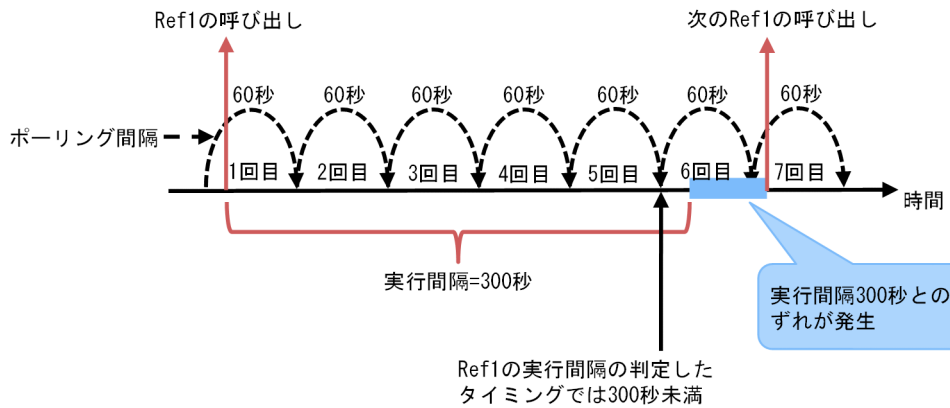 Ref1の呼び出し
次のRef1の呼び出し
60秒 60秒 60秒 60秒 60秒 60秒 60秒
ポーリング間隔
1回目 2回目 3回目 4回目 5回目 6回目 7回目
時間
実行間隔=300秒
実行間隔300秒との
ずれが発生
Ref1の実行間隔の判定した
タイミングでは300秒未満